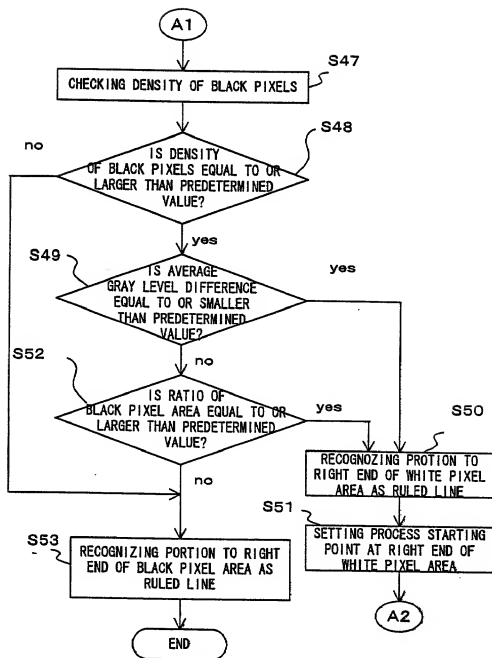 A1
S47
CHECKING DENSITY OF BLACK PIXELS
S48
no
IS DENSITY
OF BLACK PIXELS EQUAL TO OR
LARGER THAN PREDETERMINED
VALUE?
yes
S49
yes
IS AVERAGE
GRAY LEVEL DIFFERENCE
EQUAL TO OR SMALLER
THAN PREDETERMINED
VALUE?
no
S52
IS RATIO OF
BLACK PIXEL AREA EQUAL TO OR
LARGER THAN PREDETERMINED
VALUE?
yes
no
S50
RECOGNOZING PROTION TO
RIGHT END OF WHITE PIXEL
AREA AS RULED LINE
S51
SETTING PROCESS STARTING
POINT AT RIGHT END OF
WHITE PIXEL AREA
S53
RECOGNIZING PORTION TO RIGHT
END OF BLACK PIXEL AREA AS
RULED LINE
A2
END